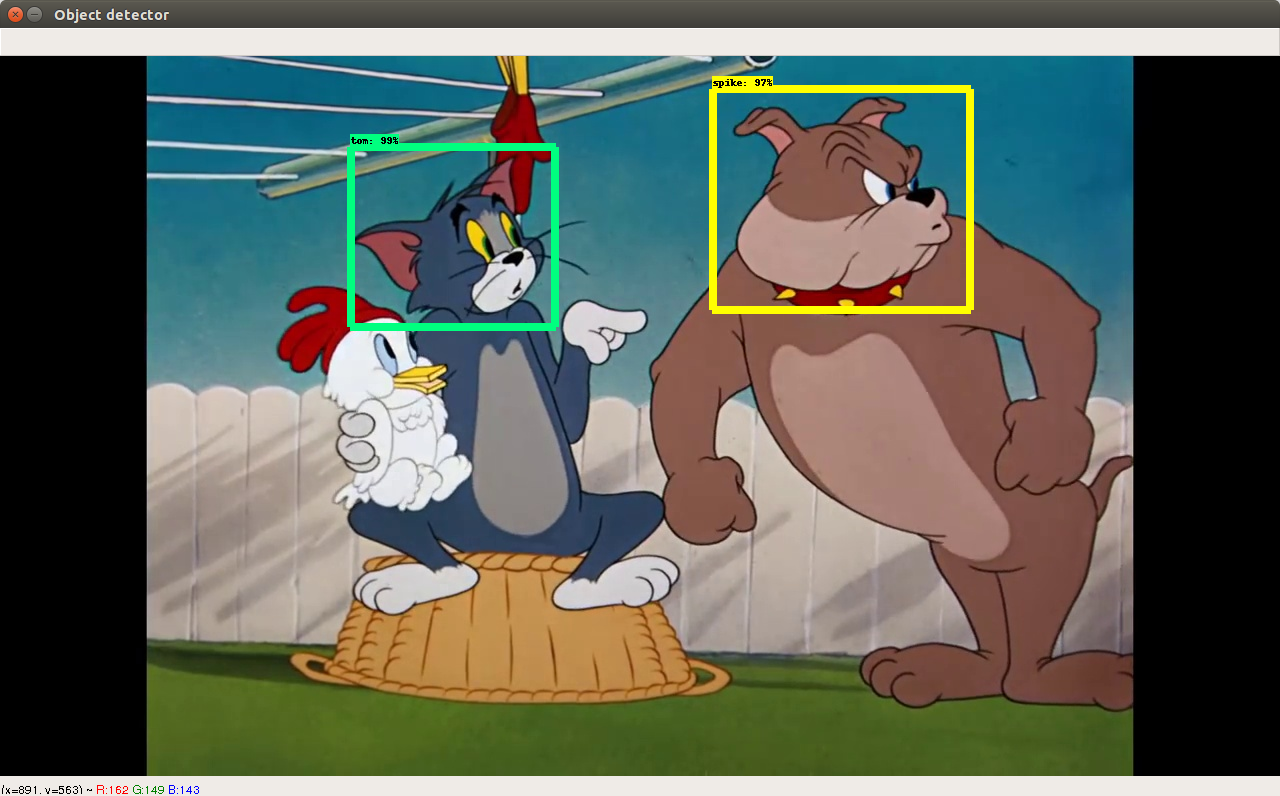 Object detector
spike: 97%
tom: 99%
(x=891, y=563) ~ R:162 G:149 B:143